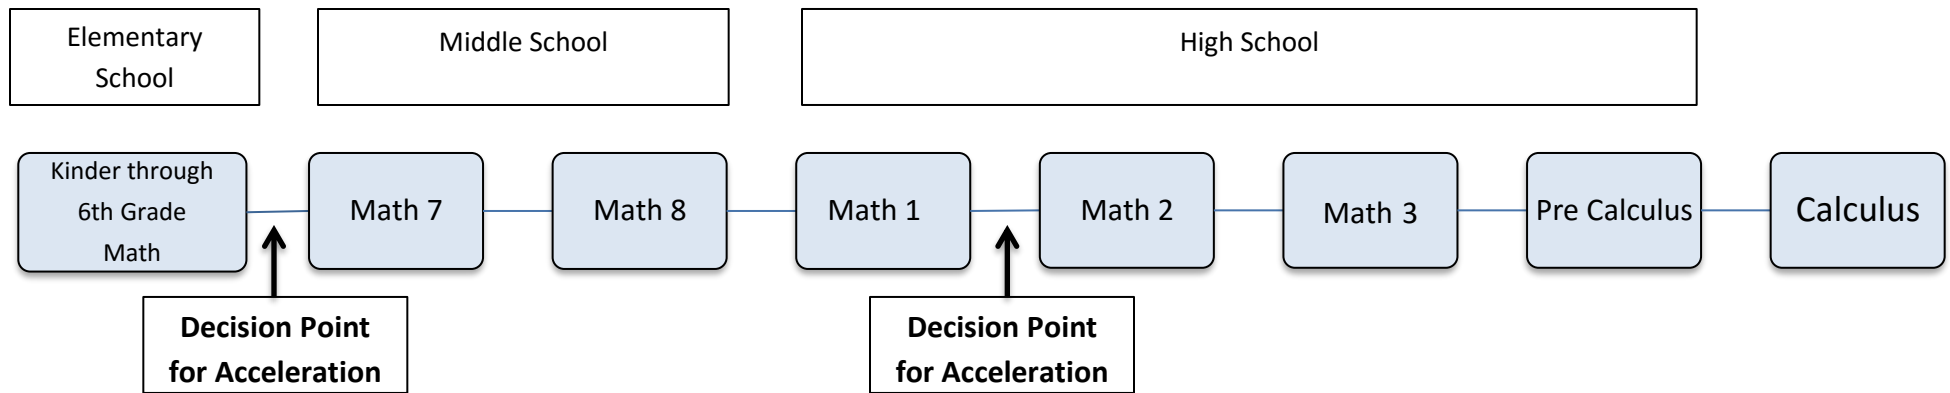 Elementary
School
Middle School
High School
Kinder through
6th Grade
Math
Math 7
Math 8
Math 1
Math 2
Math 3
Pre Calculus
Calculus
Decision Point
for Acceleration
Decision Point
for Acceleration